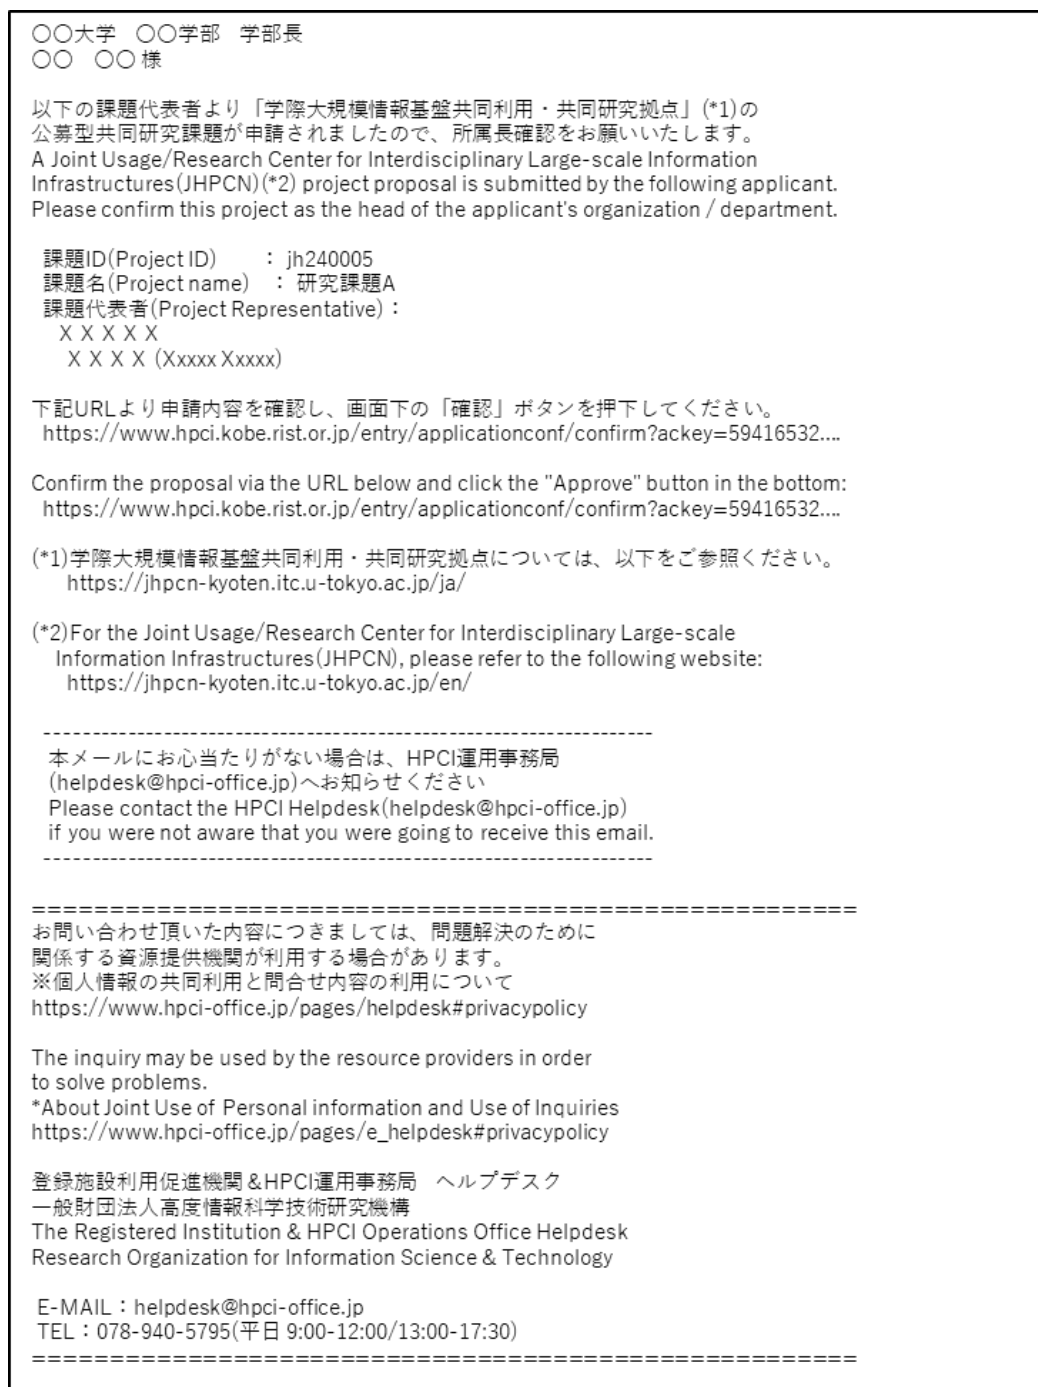 〇〇大学　〇〇学部　学部長
〇〇　〇〇 様
以下の課題代表者より「学際大規模情報基盤共同利用・共同研究拠点」(*1)の
公募型共同研究課題が申請されましたので、所属長確認をお願いいたします。
A Joint Usage/Research Center for Interdisciplinary Large-scale Information
Infrastructures(JHPCN)(*2) project proposal is submitted by the following applicant.
Please confirm this project as the head of the applicant's organization / department.
課題ID(Project ID)　　： jh240005
課題名(Project name)　： 研究課題A
課題代表者(Project Representative)：
ＸＸＸＸＸ
ＸＸＸＸ (Xxxxx Xxxxx)
下記URLより申請内容を確認し、画面下の「確認」ボタンを押下してください。
https://www.hpci.kobe.rist.or.jp/entry/applicationconf/confirm?ackey=59416532....
Confirm the proposal via the URL below and click the "Approve" button in the bottom:
https://www.hpci.kobe.rist.or.jp/entry/applicationconf/confirm?ackey=59416532....
(*1)学際大規模情報基盤共同利用・共同研究拠点については、以下をご参照ください。
https://jhpcn-kyoten.itc.u-tokyo.ac.jp/ja/
(*2)For the Joint Usage/Research Center for Interdisciplinary Large-scale
Information Infrastructures(JHPCN), please refer to the following website:
https://jhpcn-kyoten.itc.u-tokyo.ac.jp/en/
----------------------------------------------------------------------
本メールにお心当たりがない場合は、HPCI運用事務局
(helpdesk@hpci-office.jp)へお知らせください
Please contact the HPCI Helpdesk(helpdesk@hpci-office.jp)
if you were not aware that you were going to receive this email.
----------------------------------------------------------------------
=====================================================
お問い合わせ頂いた内容につきましては、問題解決のために
関係する資源提供機関が利用する場合があります。
※個人情報の共同利用と問合せ内容の利用について
https://www.hpci-office.jp/pages/helpdesk#privacypolicy
The inquiry may be used by the resource providers in order
to solve problems.
*About Joint Use of Personal information and Use of Inquiries
https://www.hpci-office.jp/pages/e_helpdesk#privacypolicy
登録施設利用促進機関＆HPCI運用事務局　ヘルプデスク
一般財団法人高度情報科学技術研究機構
The Registered Institution & HPCI Operations Office Helpdesk
Research Organization for Information Science & Technology
E-MAIL：helpdesk@hpci-office.jp
TEL：078-940-5795(平日 9:00-12:00/13:00-17:30)
=====================================================